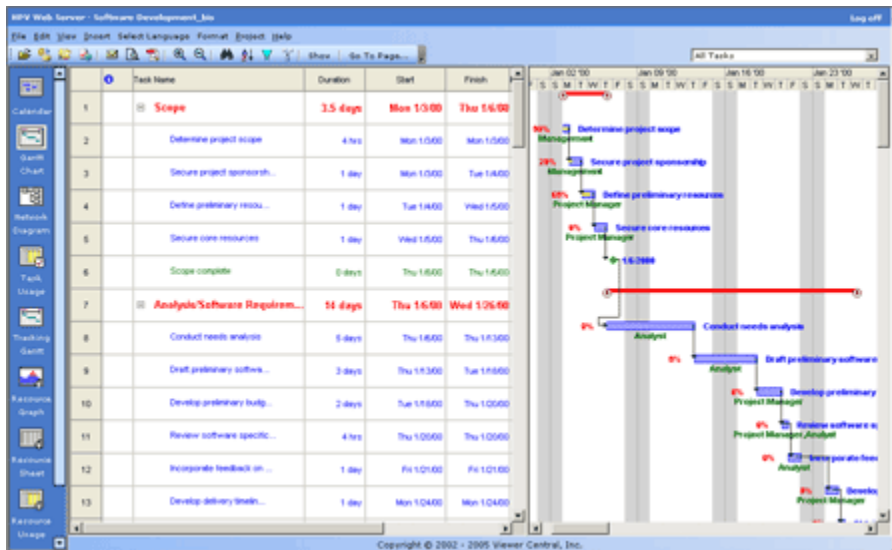 RPV Web Server - Software Development_bio
Log off
File Edit View Insert Select Language Format Project Help
Show Go To Page...
All Tasks
Calendar
Gantt Chart
Network Diagram
Task Usage
Tracking Gantt
Resource Graph
Resource Sheet
Resource Usage
Task Name Duration Start Finish
1 Scope 3.5 days Mon 1/3/00 Thu 1/6/00
2 Determine project scope 4 hrs Mon 1/3/00 Mon 1/3/00
3 Secure project sponsorsh... 1 day Mon 1/3/00 Tue 1/4/00
4 Define preliminary resou... 1 day Tue 1/4/00 Wed 1/5/00
5 Secure core resources 1 day Wed 1/5/00 Thu 1/6/00
6 Scope complete 0 days Thu 1/6/00 Thu 1/6/00
7 Analysis/Software Requirem... 14 days Thu 1/6/00 Wed 1/26/00
8 Conduct needs analysis 5 days Thu 1/6/00 Thu 1/13/00
9 Draft preliminary softwa... 3 days Thu 1/13/00 Tue 1/18/00
10 Develop preliminary budg... 2 days Tue 1/18/00 Thu 1/20/00
11 Review software specific... 4 hrs Thu 1/20/00 Thu 1/20/00
12 Incorporate feedback on ... 1 day Fri 1/21/00 Fri 1/21/00
13 Develop delivery timelin... 1 day Mon 1/24/00 Mon 1/24/00
Jan 02 '00 Jan 09 '00 Jan 16 '00 Jan 23 '00
F S S M T W T F S S M T W T F S S M T W T F S S M T W T
Determine project scope
Management
Secure project sponsorship
Management
Define preliminary resources
Project Manager
0% Secure core resources
Project Manager
1/6/2000
0% Conduct needs analysis
Analyst
0% Draft preliminary software
Analyst
0% Develop preliminary
Project Manager
0% Review software s
Project Manager,Analyst
0% Incorporate feed
Analyst
0% Develop
Project Manager
Copyright © 2002 - 2005 Viewer Central, Inc.